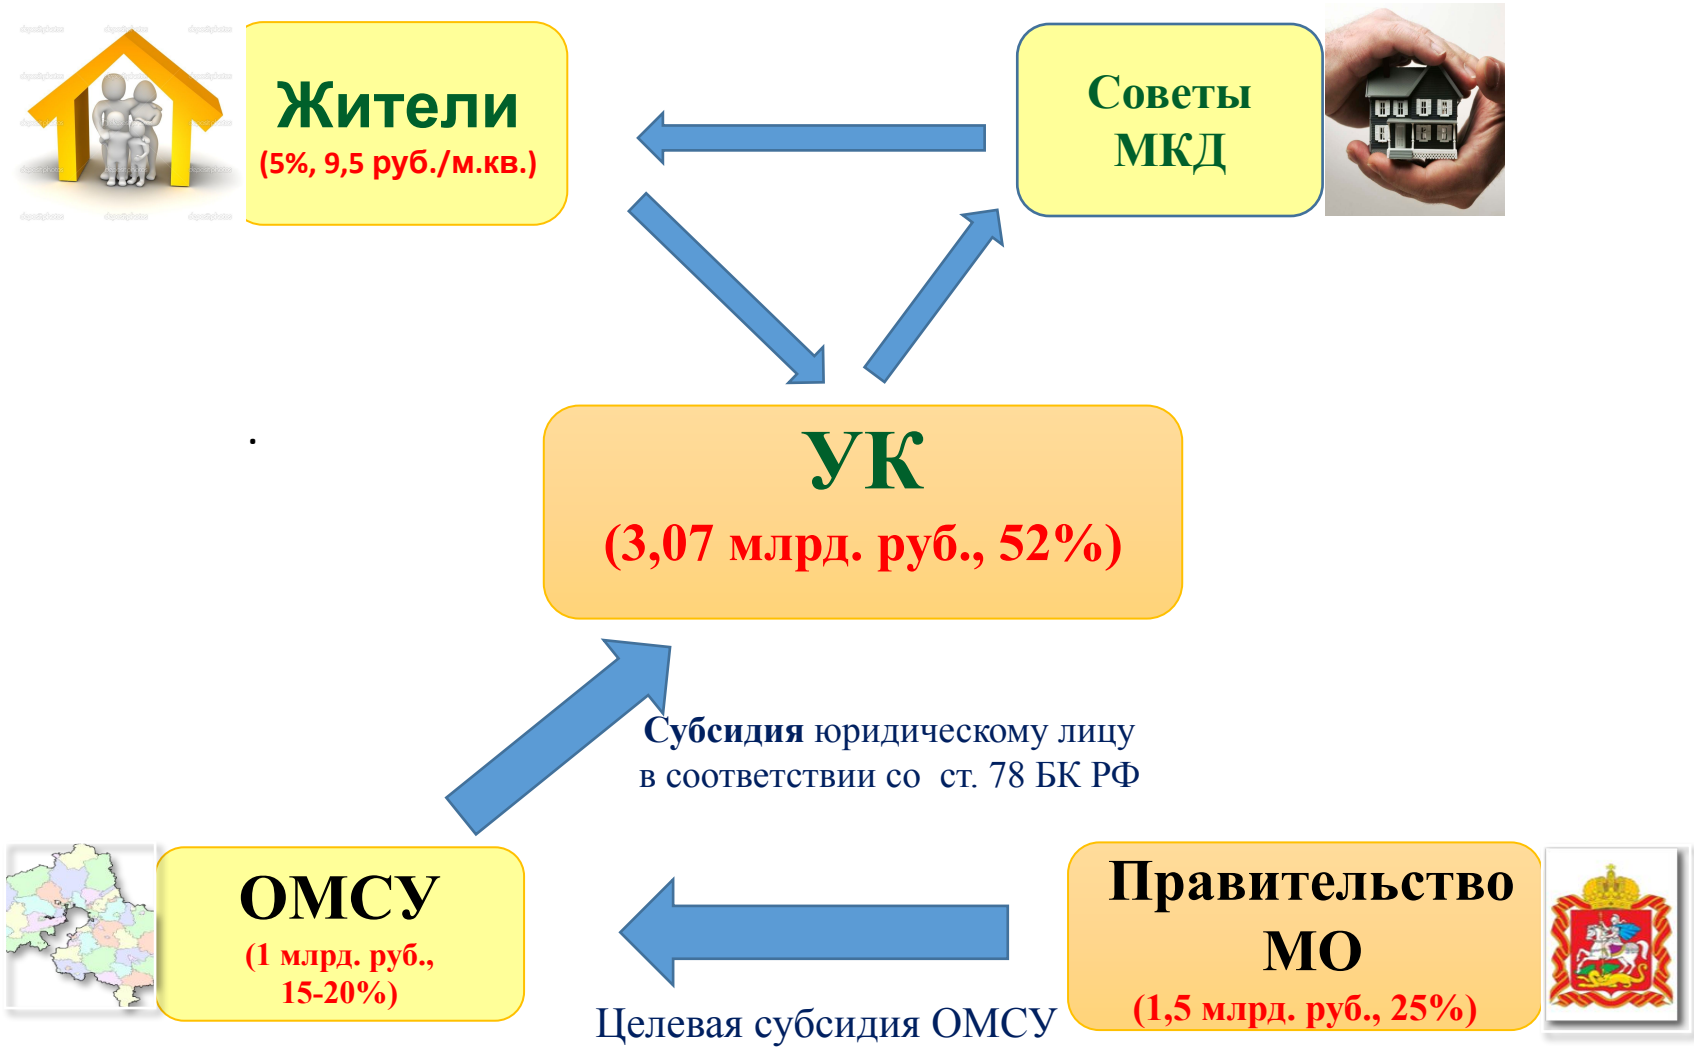 Жители
(5%, 9,5 руб./м.кв.)
Советы
МКД
.
УК
(3,07 млрд. руб., 52%)
Субсидия юридическому лицу
в соответствии со ст. 78 БК РФ
ОМСУ
(1 млрд. руб.,
15-20%)
Целевая субсидия ОМСУ
Правительство
МО
(1,5 млрд. руб., 25%)